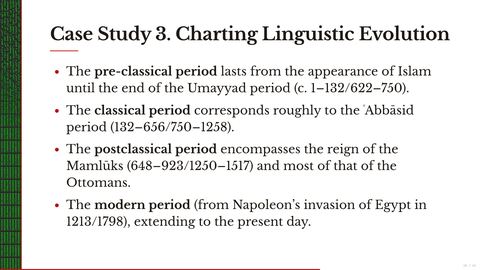 Case Study 3. Charting Linguistic Evolution
• The pre-classical period lasts from the appearance of Islam
until the end of the Umayyad period (c. 1–132/622–750).
• The classical period corresponds roughly to the ʿAbbāsid
period (132–656/750–1258).
• The postclassical period encompasses the reign of the
Mamlūks (648–923/1250–1517) and most of that of the
Ottomans.
• The modern period (from Napoleon’s invasion of Egypt in
1213/1798), extending to the present day.